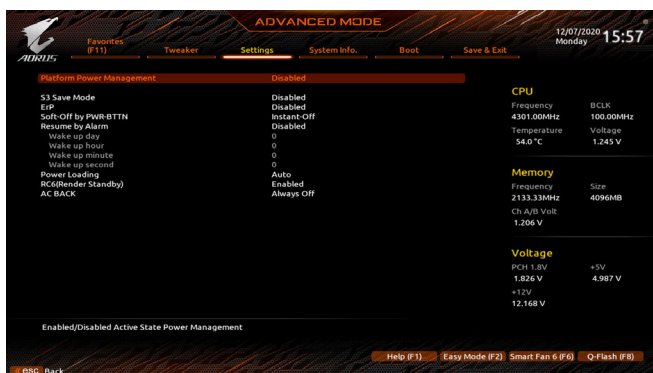 ADVANCED MODE
12/07/2020 Monday 15:57
AORUS
Favorites (F11) Tweaker Settings System Info. Boot Save & Exit
Platform Power Management Disabled
S3 Save Mode Disabled
ErP Disabled
Soft-Off by PWR-BTTN Instant-Off
Resume by Alarm Disabled
Wake up day 0
Wake up hour 0
Wake up minute 0
Wake up second 0
Power Loading Auto
RC6(Render Standby) Enabled
AC BACK Always Off
CPU
Frequency BCLK
4301.00MHz 100.00MHz
Temperature Voltage
54.0 °C 1.245 V
Memory
Frequency Size
2133.33MHz 4096MB
Ch A/B Volt
1.206 V
Voltage
PCH 1.8V +5V
1.826 V 4.987 V
+12V
12.168 V
Enabled/Disabled Active State Power Management
Help (F1) Easy Mode (F2) Smart Fan 6 (F6) Q-Flash (F8)
esc Back